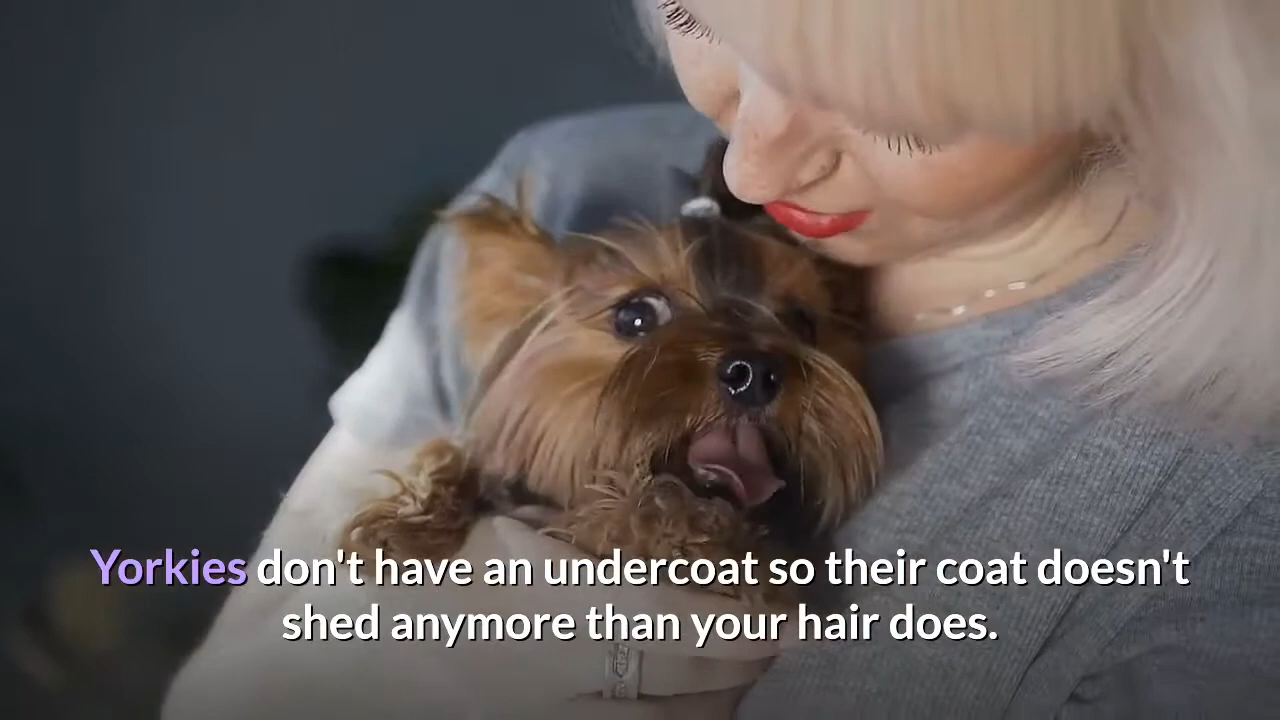 Yorkies don't have an undercoat so their coat doesn't
shed anymore than your hair does.